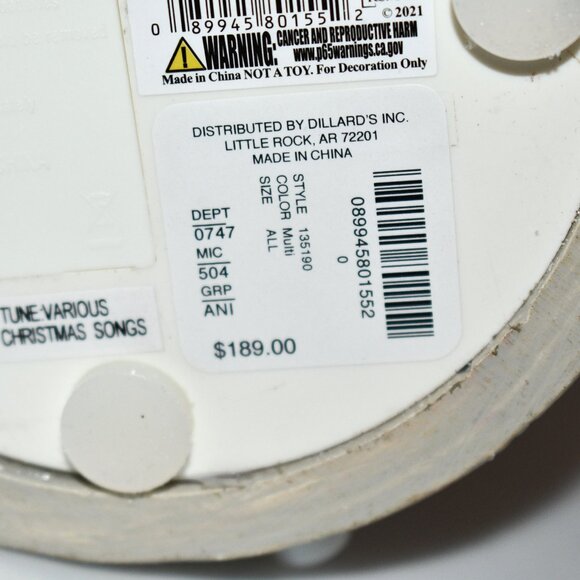 0 89945 80155 2
© 2021
WARNING: CANCER AND REPRODUCTIVE HARM
www.p65warnings.ca.gov
Made in China NOT A TOY. For Decoration Only
DISTRIBUTED BY DILLARD'S INC.
LITTLE ROCK, AR 72201
MADE IN CHINA
DEPT
0747
MIC
504
GRP
ANI
STYLE 135190
COLOR Multi
SIZE ALL
089945801552
0
$189.00
TUNE:VARIOUS
CHRISTMAS SONGS